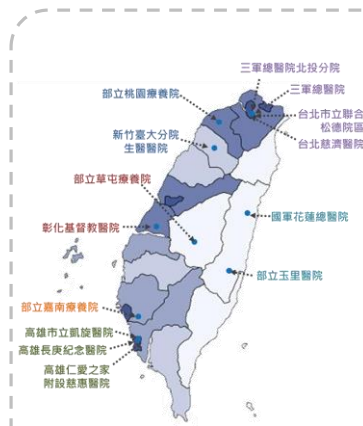 三軍總醫院北投分院
三軍總醫院
部立桃園療養院
台北市立聯合
松德院區
新竹臺大分院
生醫醫院
台北慈濟醫院
部立草屯療養院
國軍花蓮總醫院
彰化基督教醫院
部立玉里醫院
部立嘉南療養院
高雄市立凱旋醫院
高雄長庚紀念醫院
高雄仁愛之家
附設慈惠醫院